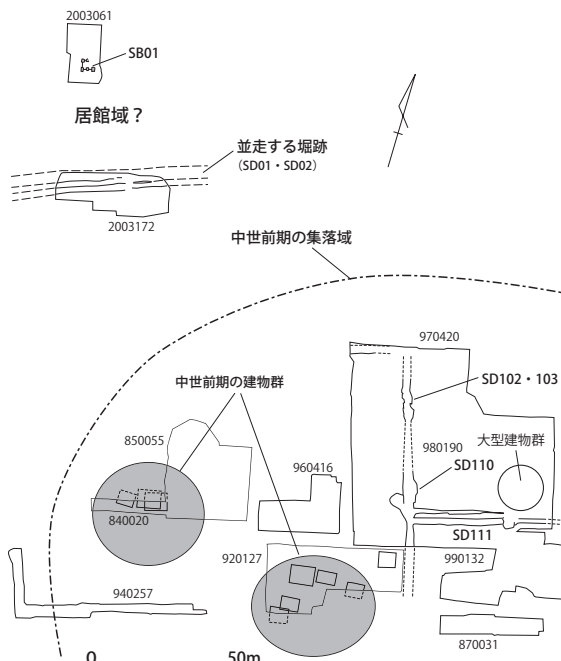 2003061
SB01
居館域？
並走する堀跡
（SD01・SD02）
2003172
中世前期の集落域
970420
中世前期の建物群
SD102・103
850055
980190
大型建物群
960416
SD110
840020
SD111
920127
990132
940257
870031
0
50m